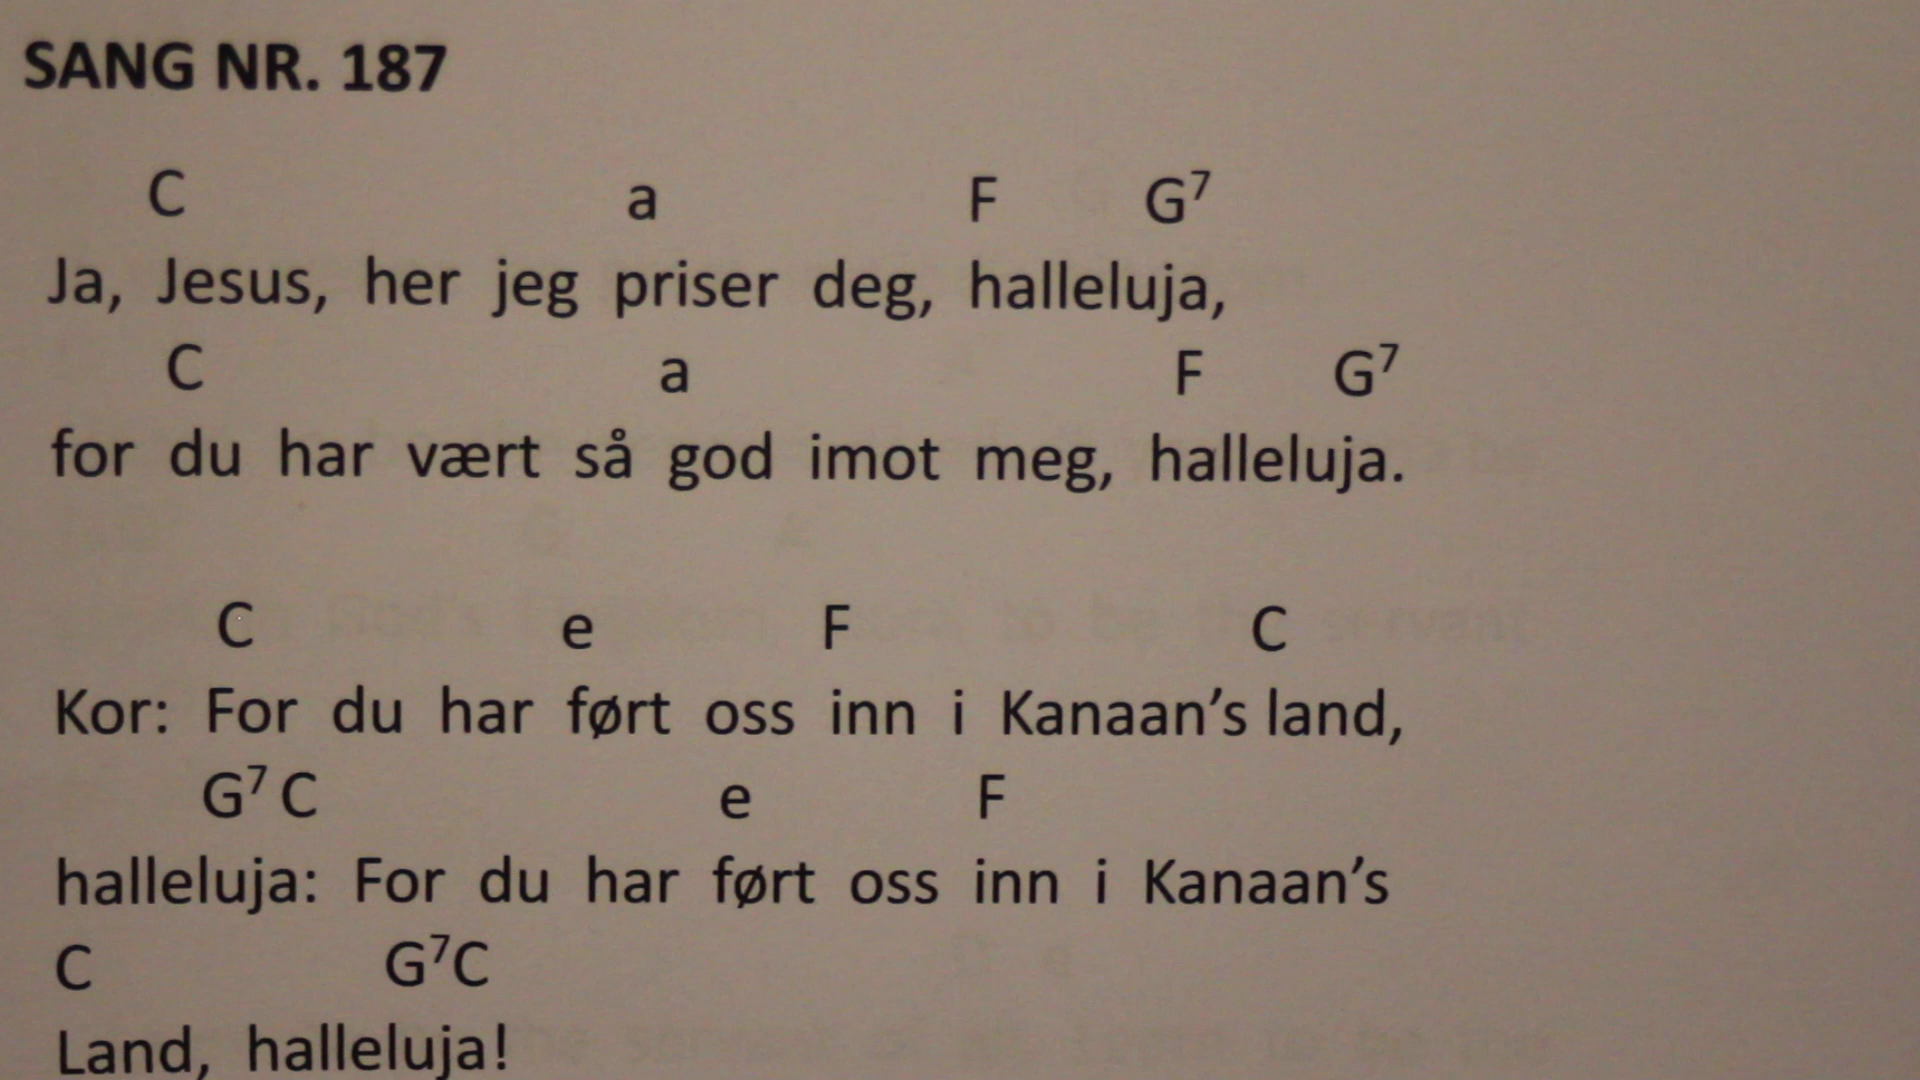 SANG NR. 187
C a F G⁷
Ja, Jesus, her jeg priser deg, halleluja,
C a F G⁷
for du har vært så god imot meg, halleluja.
C e F C
Kor: For du har ført oss inn i Kanaan’s land,
G⁷ C e F
halleluja: For du har ført oss inn i Kanaan’s
C G⁷C
Land, halleluja!